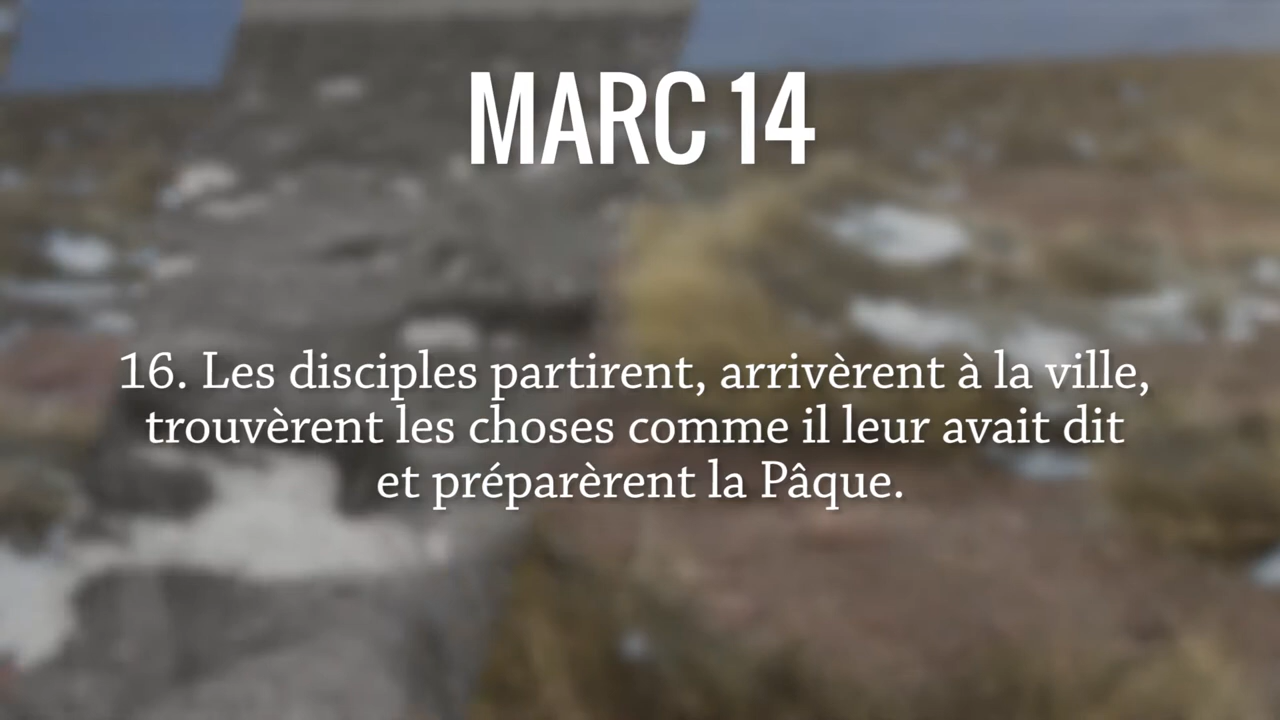 MARC 14
16. Les disciples partirent, arrivèrent à la ville,
trouvèrent les choses comme il leur avait dit
et préparèrent la Pâque.